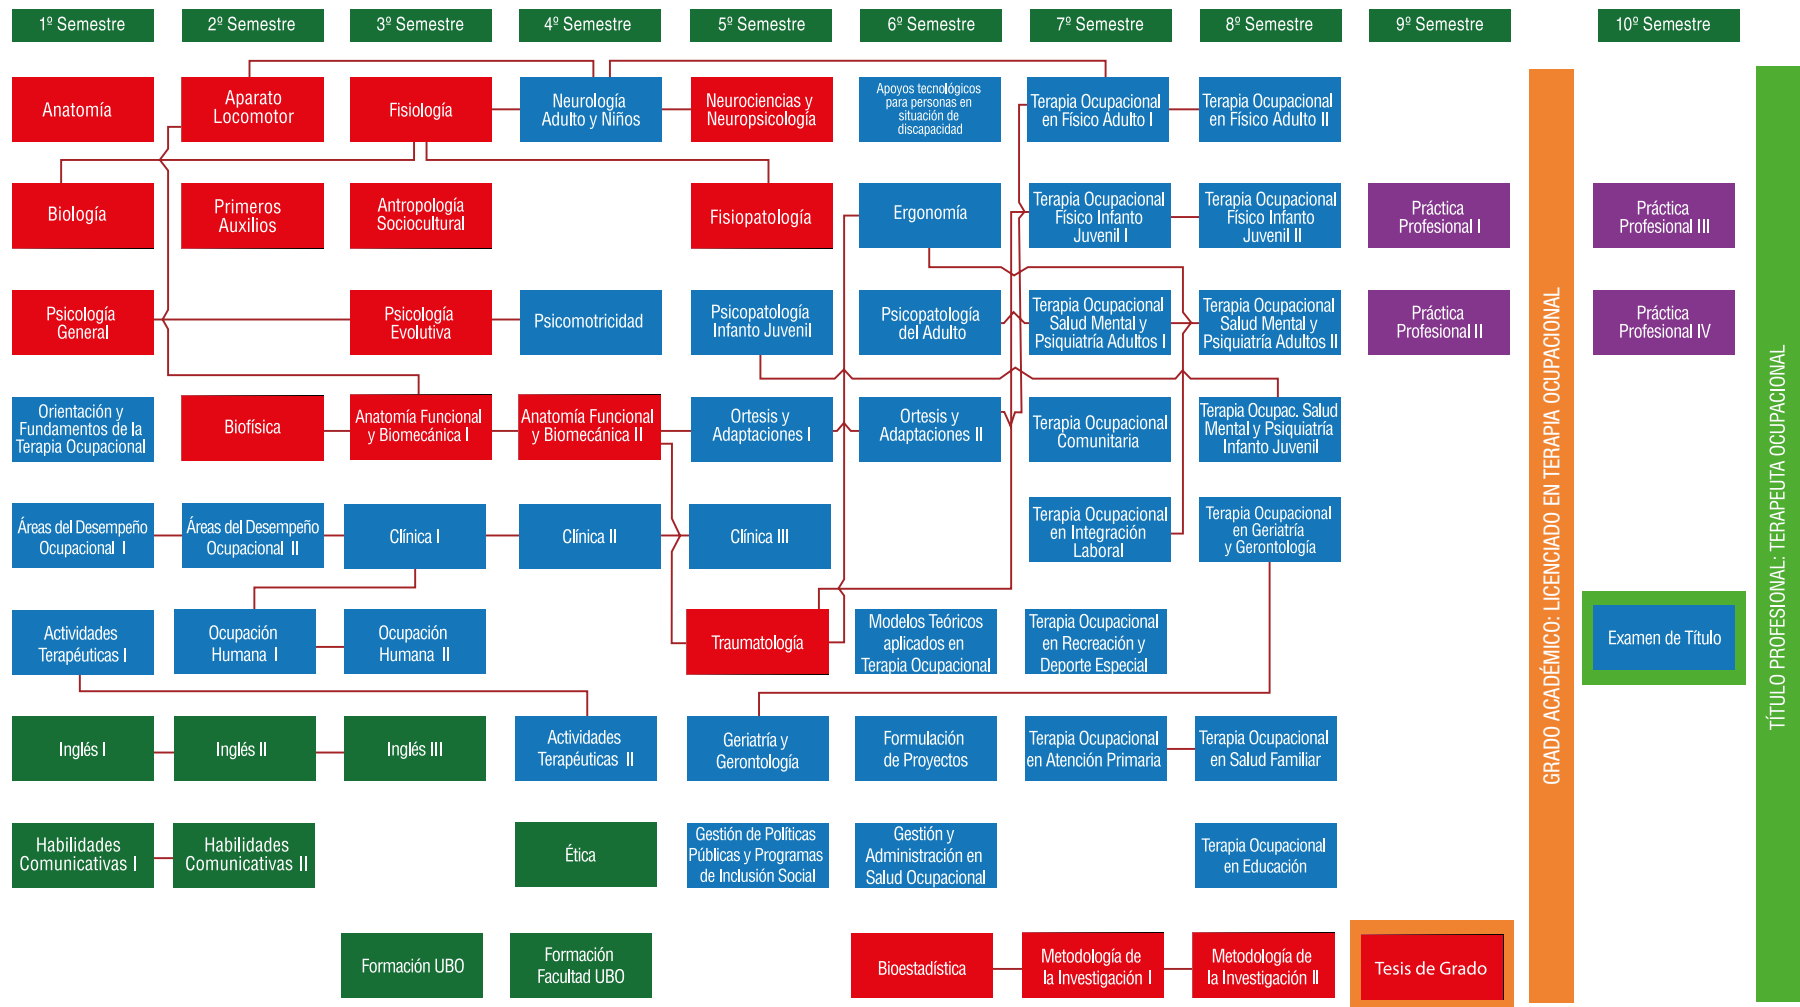 1º Semestre
2º Semestre
3º Semestre
4º Semestre
5º Semestre
6º Semestre
7º Semestre
8º Semestre
9º Semestre
10º Semestre
Anatomía
Aparato
Locomotor
Fisiología
Neurología
Adulto y Niños
Neurociencias y
Neuropsicología
Apoyos tecnológicos
para personas en
situación de
discapacidad
Terapia Ocupacional
en Físico Adulto I
Terapia Ocupacional
en Físico Adulto II
Biología
Primeros
Auxilios
Antropología
Sociocultural
Fisiopatología
Ergonomía
Terapia Ocupacional
Físico Infanto
Juvenil I
Terapia Ocupacional
Físico Infanto
Juvenil II
Práctica
Profesional I
Práctica
Profesional III
Psicología
General
Psicología
Evolutiva
Psicomotricidad
Psicopatología
Infanto Juvenil
Psicopatología
del Adulto
Terapia Ocupacional
Salud Mental y
Psiquiatría Adultos I
Terapia Ocupacional
Salud Mental y
Psiquiatría Adultos II
Práctica
Profesional II
Práctica
Profesional IV
Orientación y
Fundamentos de la
Terapia Ocupacional
Biofísica
Anatomía Funcional
y Biomecánica I
Anatomía Funcional
y Biomecánica II
Ortesis y
Adaptaciones I
Ortesis y
Adaptaciones II
Terapia Ocupacional
Comunitaria
Terapia Ocupac. Salud
Mental y Psiquiatría
Infanto Juvenil
Áreas del Desempeño
Ocupacional I
Áreas del Desempeño
Ocupacional II
Clínica I
Clínica II
Clínica III
Terapia Ocupacional
en Integración
Laboral
Terapia Ocupacional
en Geriatría
y Gerontología
Actividades
Terapéuticas I
Ocupación
Humana I
Ocupación
Humana II
Traumatología
Modelos Teóricos
aplicados en
Terapia Ocupacional
Terapia Ocupacional
en Recreación y
Deporte Especial
Examen de Título
Inglés I
Inglés II
Inglés III
Actividades
Terapéuticas II
Geriatría y
Gerontología
Formulación
de Proyectos
Terapia Ocupacional
en Atención Primaria
Terapia Ocupacional
en Salud Familiar
Habilidades
Comunicativas I
Habilidades
Comunicativas II
Ética
Gestión de Políticas
Públicas y Programas
de Inclusión Social
Gestión y
Administración en
Salud Ocupacional
Terapia Ocupacional
en Educación
Formación UBO
Formación
Facultad UBO
Bioestadística
Metodología de
la Investigación I
Metodología de
la Investigación II
Tesis de Grado
GRADO ACADÉMICO: LICENCIADO EN TERAPIA OCUPACIONAL
TÍTULO PROFESIONAL: TERAPEUTA OCUPACIONAL